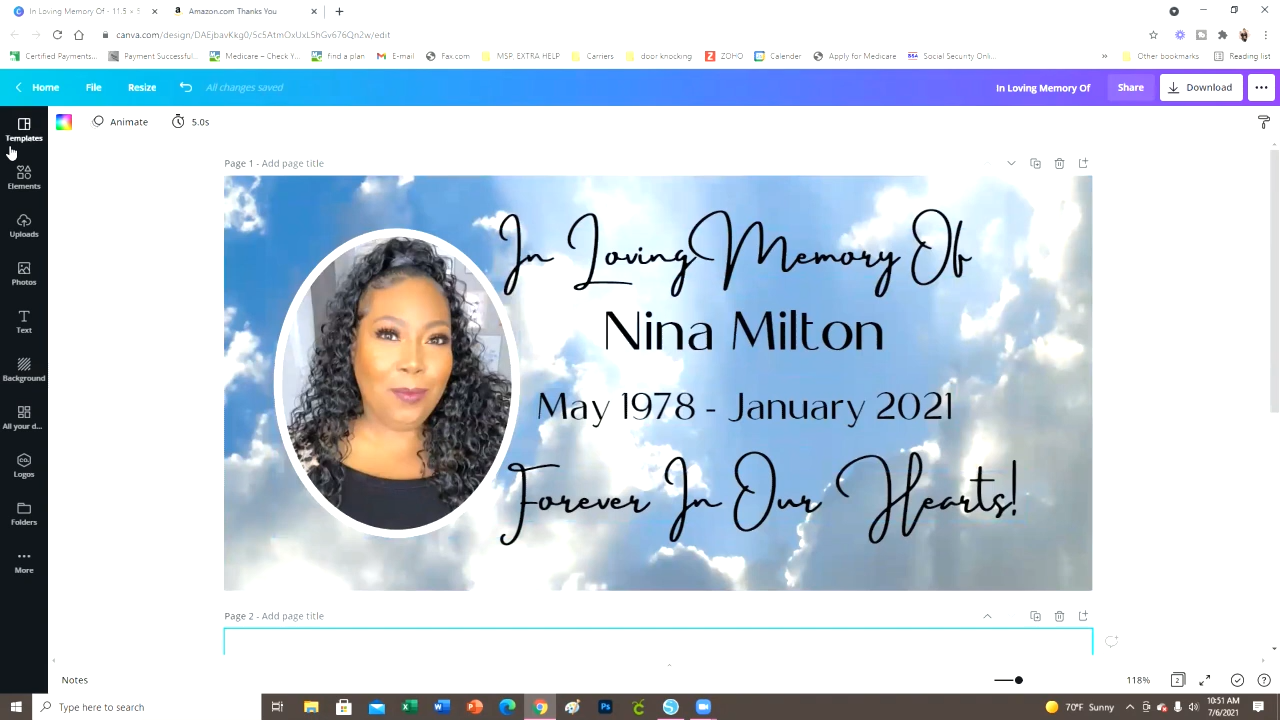 In Loving Memory Of - 11.5 × 5
Amazon.com Thanks You
canva.com/design/DAEjbavKkg0/Sc5AtmOxUxLShGv676Qn2w/edit
Certified Payments... Payment Successful... Medicare – Check Y... find a plan E-mail Fax.com MSP, EXTRA HELP Carriers door knocking ZOHO Calender Apply for Medicare Social Security Onli... Other bookmarks Reading list
Home File Resize All changes saved In Loving Memory Of Share Download
Templates
Elements
Uploads
Photos
Text
Background
All your d...
Logos
Folders
More
Animate 5.0s
Page 1 - Add page title
In Loving Memory Of
Nina Milton
May 1978 - January 2021
Forever In Our Hearts!
Page 2 - Add page title
Notes 118% 2
Type here to search
70°F Sunny
10:51 AM
7/6/2021